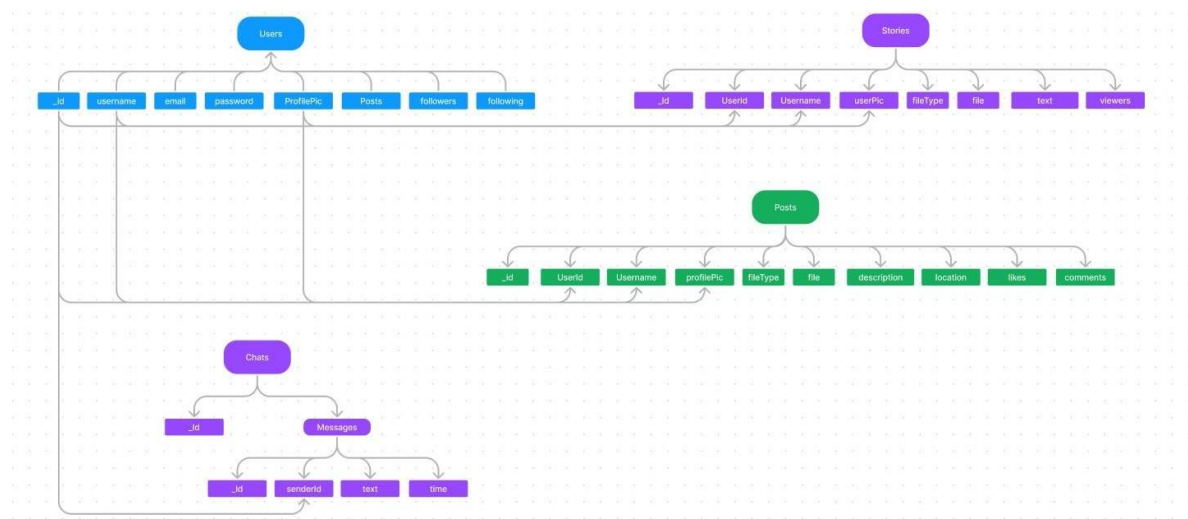 Users
Stories
_Id username email password ProfilePic Posts followers following
_Id UserId Username userPic fileType file text viewers
Posts
_Id UserId Username profilePic fileType file description location likes comments
Chats
_Id Messages
_Id senderId text time